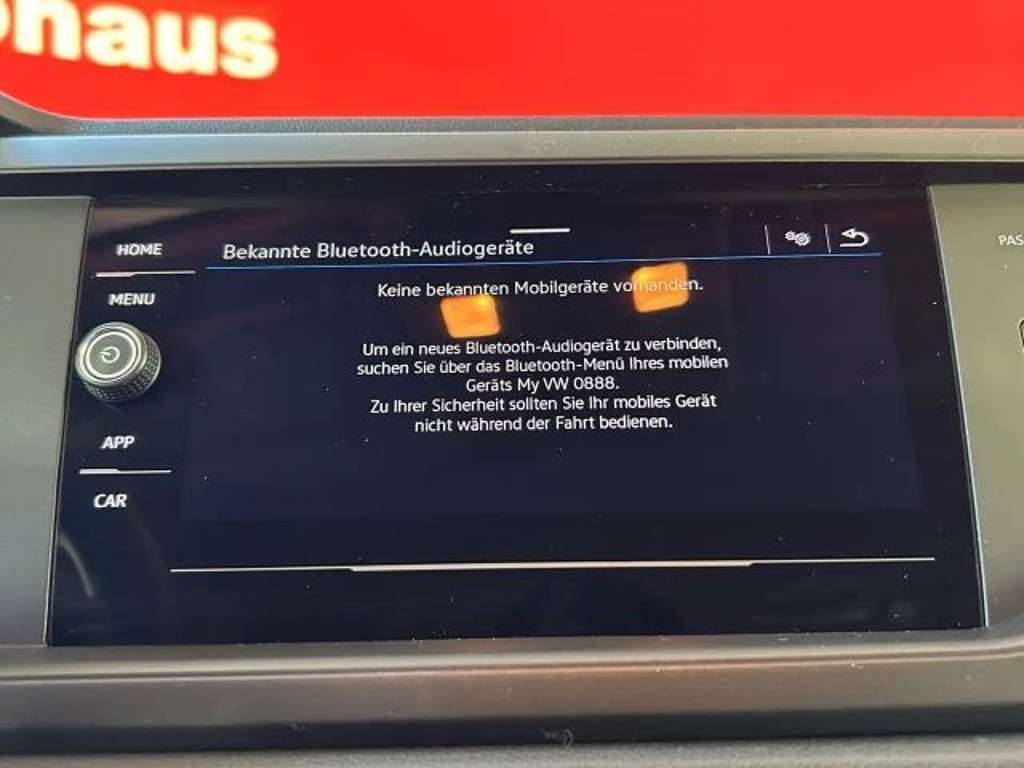 haus
HOME
Bekannte Bluetooth-Audiogeräte
PAS
MENU
Keine bekannten Mobilgeräte vorhanden.
Um ein neues Bluetooth-Audiogerät zu verbinden,
suchen Sie über das Bluetooth-Menü Ihres mobilen
Geräts My VW 0888.
Zu Ihrer Sicherheit sollten Sie Ihr mobiles Gerät
nicht während der Fahrt bedienen.
APP
CAR